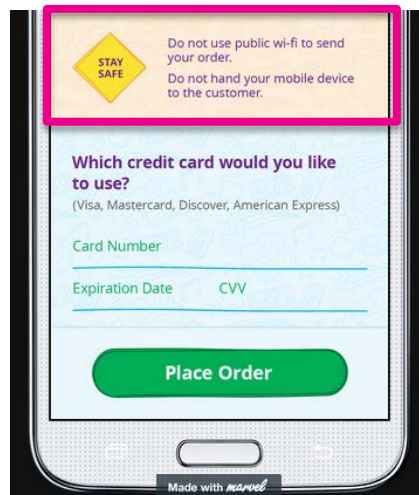 STAY
SAFE
Do not use public wi-fi to send
your order.
Do not hand your mobile device
to the customer.
Which credit card would you like
to use?
(Visa, Mastercard, Discover, American Express)
Card Number
Expiration Date CVV
Place Order
Made with marvel